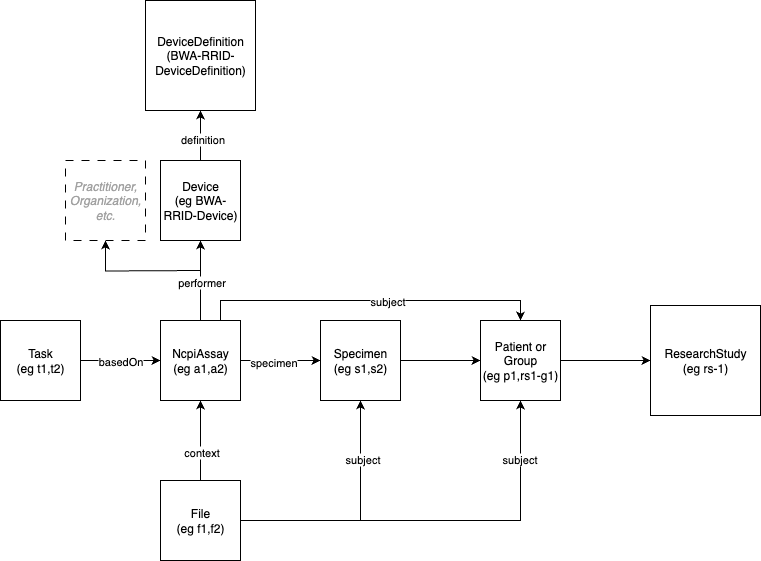 DeviceDefinition
(BWA-RRID-
DeviceDefinition)
definition
Practitioner,
Organization,
etc.
Device
(eg BWA-
RRID-Device)
performer
subject
Task
(eg t1,t2)
basedOn
NcpiAssay
(eg a1,a2)
specimen
Specimen
(eg s1,s2)
Patient or
Group
(eg p1,rs1-g1)
ResearchStudy
(eg rs-1)
context
subject
subject
File
(eg f1,f2)